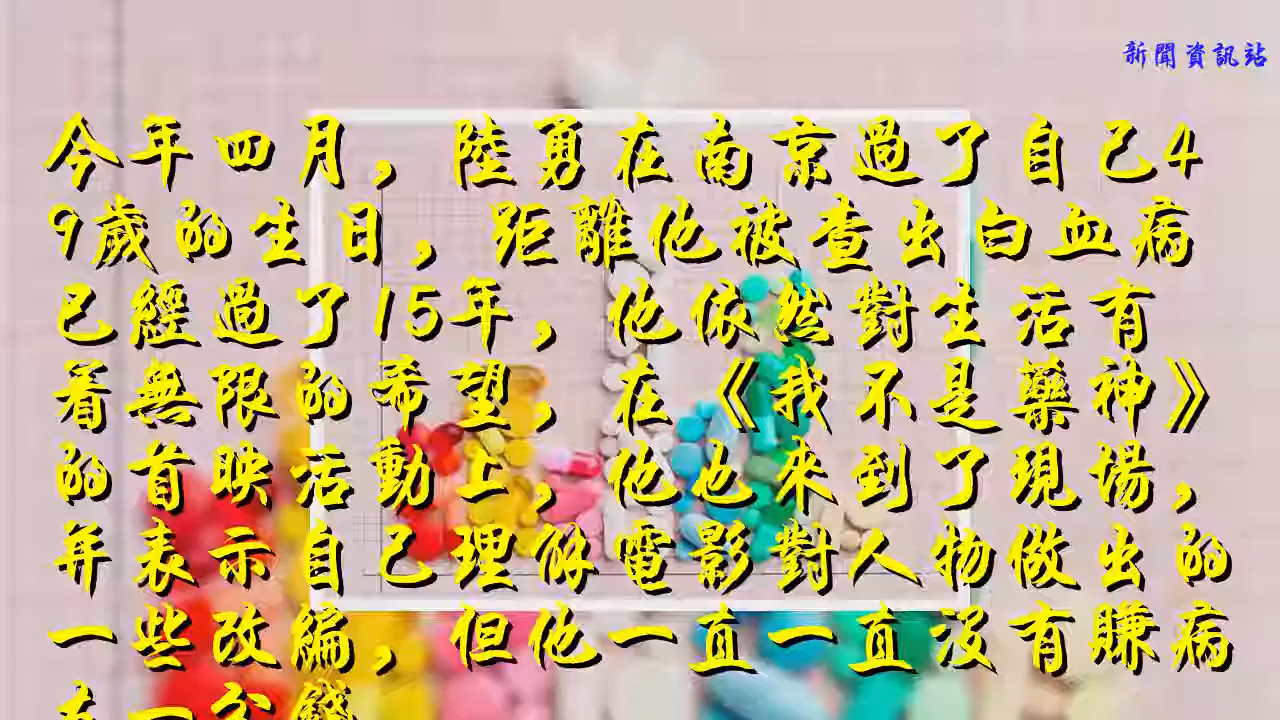 新聞資訊站
今年四月，陸勇在南京過了自己4
9歲的生日，距離他被查出白血病
已經過了15年，他依然對生活有
着無限的希望，在《我不是藥神》
的首映活動上，他也來到了現場，
并表示自己理解電影對人物做出的
一些改編，但他一直一直沒有賺病
友一分錢